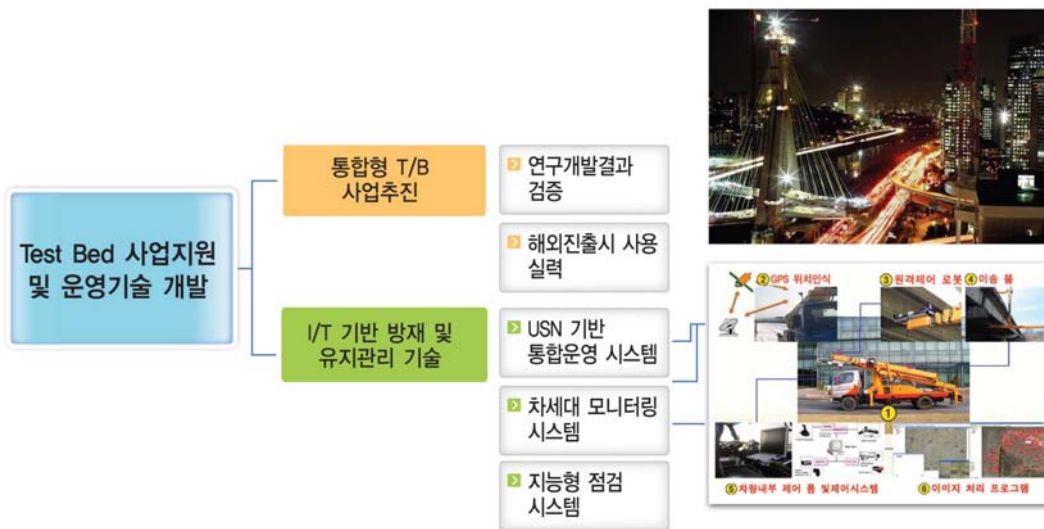 Test Bed 사업지원
및 운영기술 개발
통합형 T/B
사업추진
연구개발결과
검증
해외진출시 사용
실력
I/T 기반 방재 및
유지관리 기술
USN 기반
통합운영 시스템
차세대 모니터링
시스템
지능형 점검
시스템
② GPS 위치인식
③ 원격제어 로봇
④ 이송 붐
①
⑤ 차량내부 제어 폼 및제어시스템
⑥ 이미지 처리 프로그램